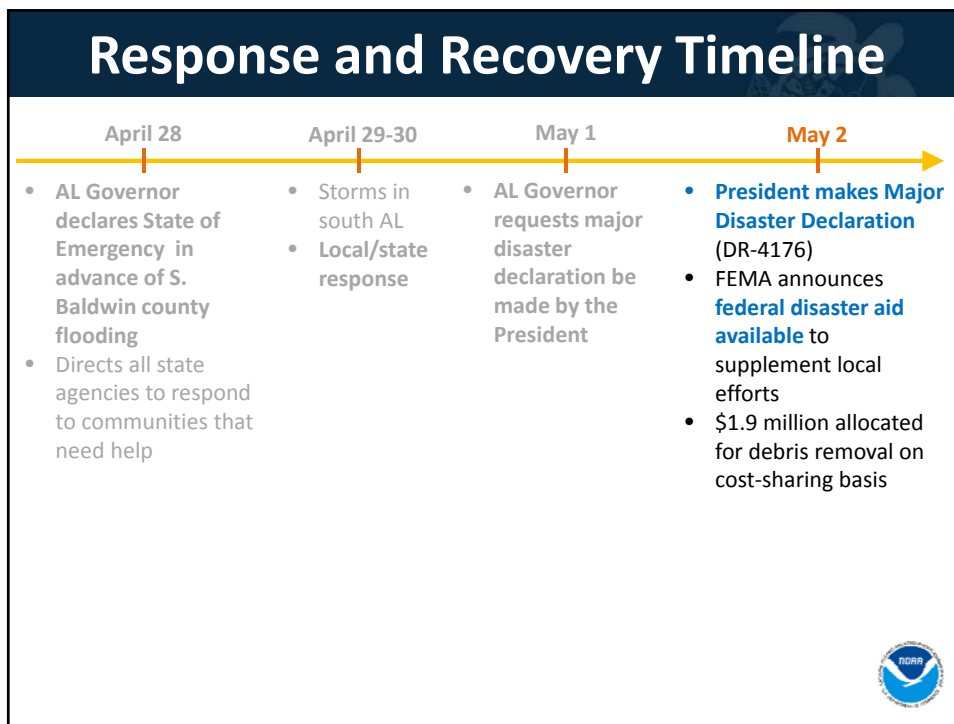 Response and Recovery Timeline
April 28
April 29-30
May 1
May 2
• AL Governor
declares State of
Emergency in
advance of S.
Baldwin county
flooding
• Directs all state
agencies to respond
to communities that
need help
• Storms in
south AL
• Local/state
response
• AL Governor
requests major
disaster
declaration be
made by the
President
• President makes Major
Disaster Declaration
(DR-4176)
• FEMA announces
federal disaster aid
available to
supplement local
efforts
• $1.9 million allocated
for debris removal on
cost-sharing basis
NOAA